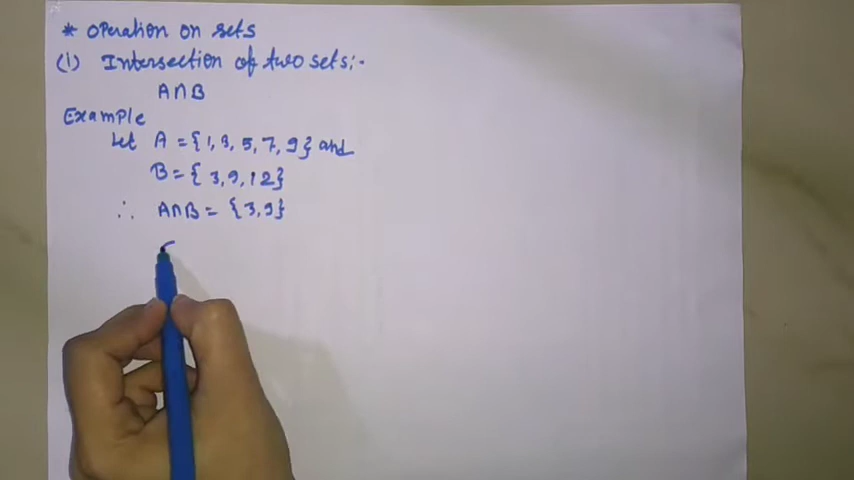 * Operation on sets
(i) Intersection of two sets:-
A∩B
Example
Let A = {1, 3, 5, 7, 9} and
B = { 3, 9, 12}
∴ A∩B = {3, 9}